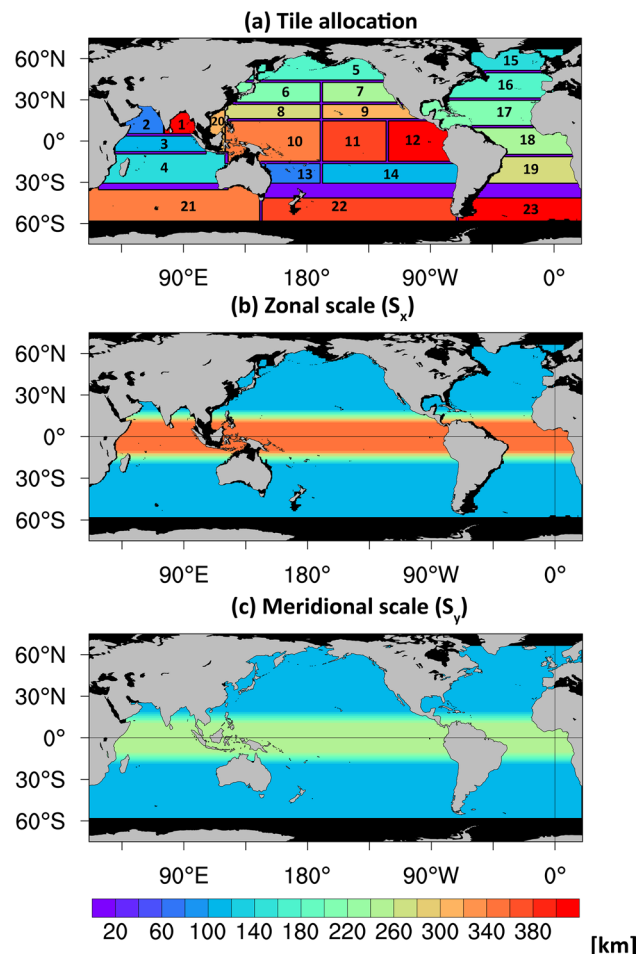 (a) Tile allocation
60°N
30°N
0°
30°S
60°S
1
2
3
4
5
6
7
8
9
10
11
12
13
14
15
16
17
18
19
20
21
22
23
90°E 180° 90°W 0°
(b) Zonal scale (Sx)
60°N
30°N
0°
30°S
60°S
90°E 180° 90°W 0°
(c) Meridional scale (Sy)
60°N
30°N
0°
30°S
60°S
90°E 180° 90°W 0°
20 60 100 140 180 220 260 300 340 380
[km]